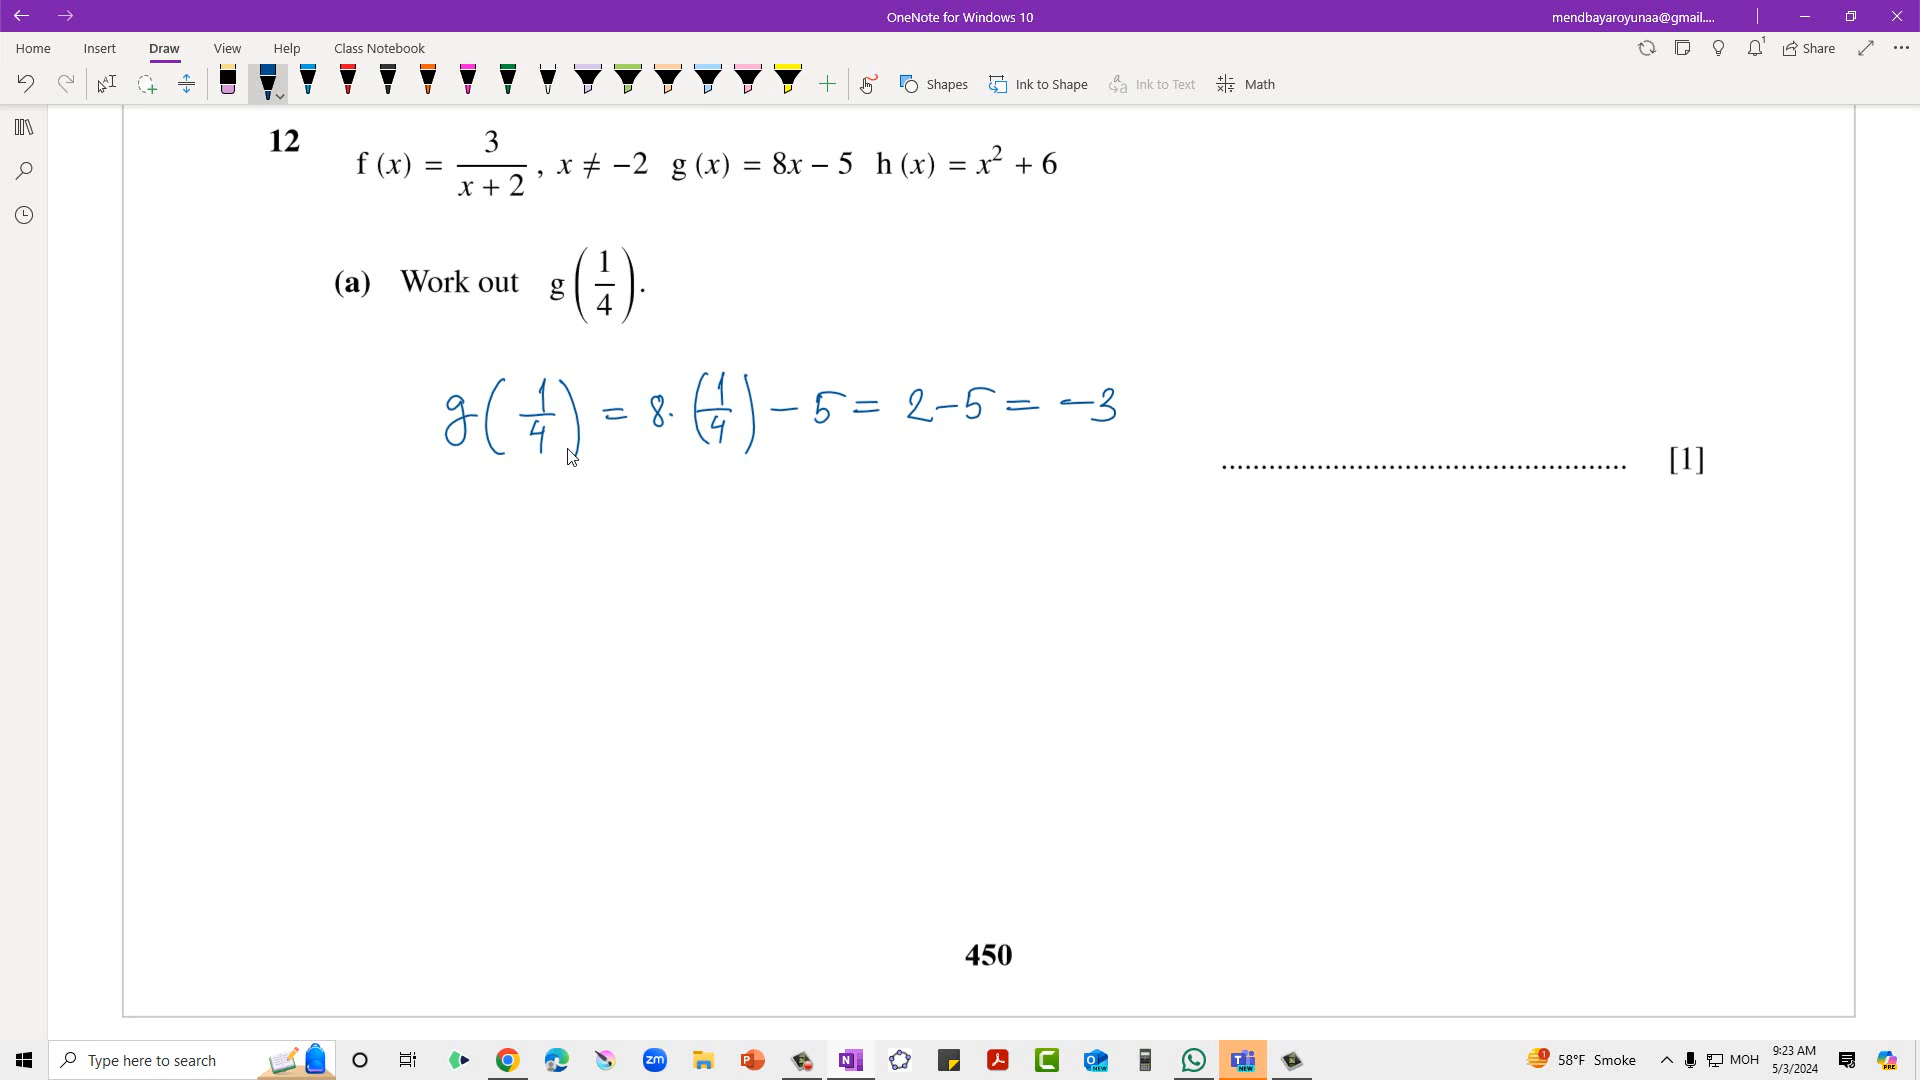 OneNote for Windows 10
mendbayaroyunaa@gmail....
Home Insert Draw View Help Class Notebook
1 Share
Shapes Ink to Shape Ink to Text Math
12 f (x) = 3/(x + 2) , x ≠ −2 g (x) = 8x − 5 h (x) = x² + 6
(a) Work out g(1/4).
g(1/4) = 8·(1/4) − 5 = 2 − 5 = −3
.................................................... [1]
450
Type here to search
1 58°F Smoke MOH 9:23 AM
5/3/2024